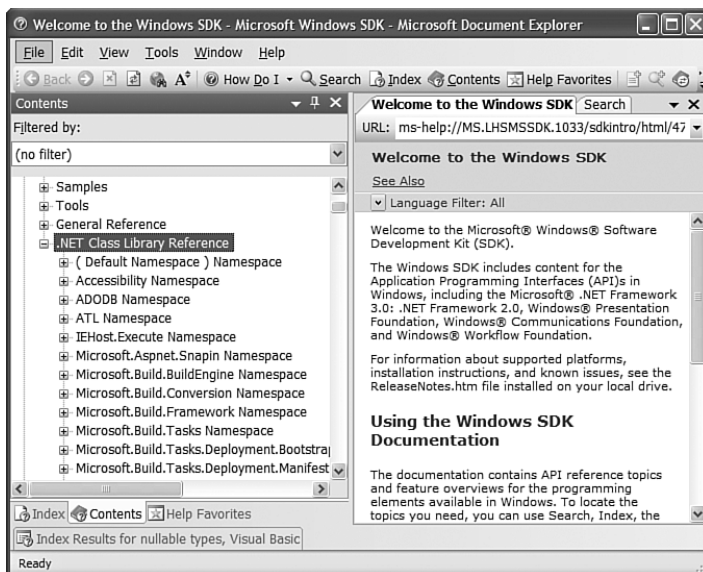 Welcome to the Windows SDK - Microsoft Windows SDK - Microsoft Document Explorer
File Edit View Tools Window Help
Back How Do I Search Index Contents Help Favorites
Contents
Filtered by:
(no filter)
Samples
Tools
General Reference
.NET Class Library Reference
( Default Namespace ) Namespace
Accessibility Namespace
ADODB Namespace
ATL Namespace
IEHost.Execute Namespace
Microsoft.Aspnet.Snapin Namespace
Microsoft.Build.BuildEngine Namespace
Microsoft.Build.Conversion Namespace
Microsoft.Build.Framework Namespace
Microsoft.Build.Tasks Namespace
Microsoft.Build.Tasks.Deployment.Bootstra
Microsoft.Build.Tasks.Deployment.Manifest
Index Contents Help Favorites
Welcome to the Windows SDK Search
URL: ms-help://MS.LHSMSSDK.1033/sdkintro/html/47
Welcome to the Windows SDK
See Also
Language Filter: All
Welcome to the Microsoft® Windows® Software
Development Kit (SDK).
The Windows SDK includes content for the
Application Programming Interfaces (API)s in
Windows, including the Microsoft® .NET Framework
3.0: .NET Framework 2.0, Windows® Presentation
Foundation, Windows® Communications Foundation,
and Windows® Workflow Foundation.
For information about supported platforms,
installation instructions, and known issues, see the
ReleaseNotes.htm file installed on your local drive.
Using the Windows SDK
Documentation
The documentation contains API reference topics
and feature overviews for the programming
elements available in Windows. To locate the
topics you need, you can use Search, Index, the
Index Results for nullable types, Visual Basic
Ready